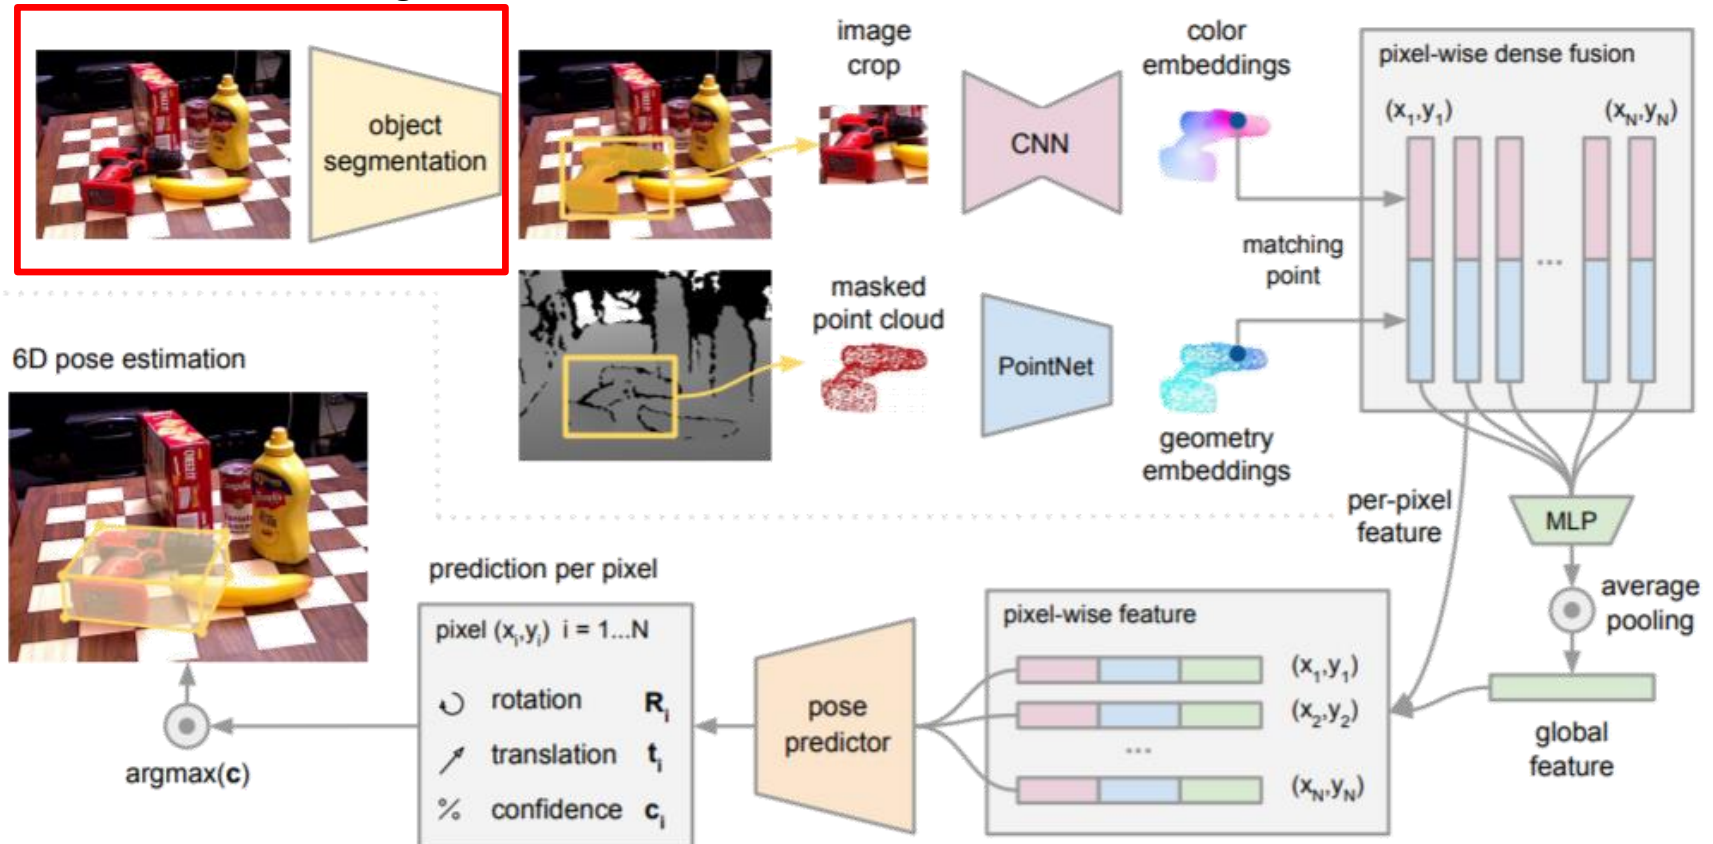 object
segmentation
image
crop
CNN
color
embeddings
pixel-wise dense fusion
(x1,y1)
(xN,yN)
...
matching
point
masked
point cloud
PointNet
geometry
embeddings
per-pixel
feature
MLP
average
pooling
global
feature
pixel-wise feature
(x1,y1)
(x2,y2)
...
(xN,yN)
pose
predictor
prediction per pixel
pixel (xi,yi) i = 1...N
rotation Ri
translation ti
% confidence ci
argmax(c)
6D pose estimation